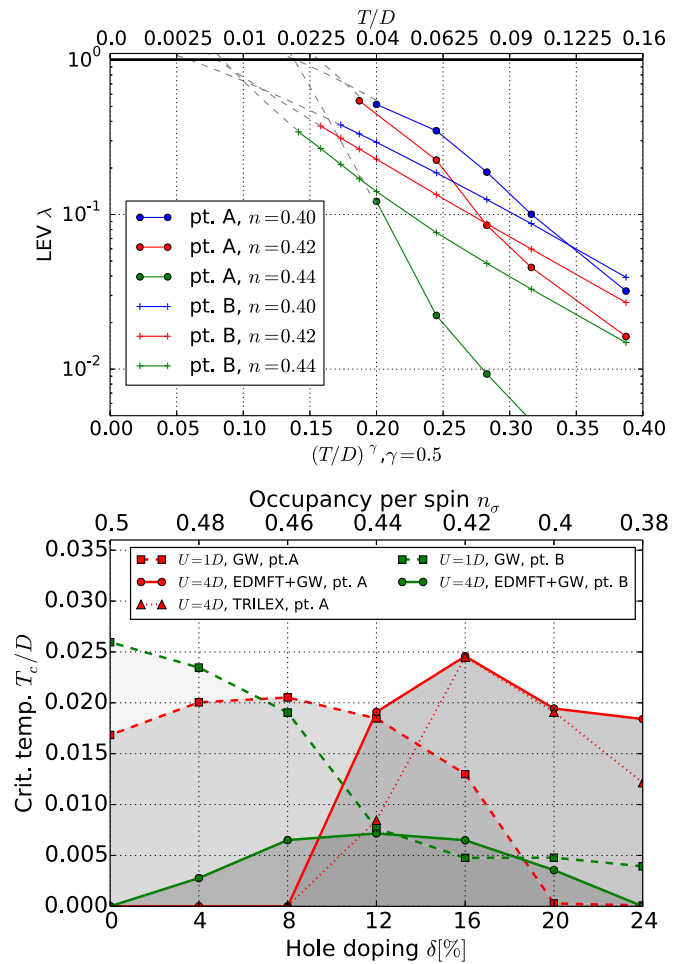 T/D
0.0 0.0025 0.01 0.0225 0.04 0.0625 0.09 0.1225 0.16
10⁰
10⁻¹
10⁻²
LEV λ
pt. A, n=0.40
pt. A, n=0.42
pt. A, n=0.44
pt. B, n=0.40
pt. B, n=0.42
pt. B, n=0.44
0.00 0.05 0.10 0.15 0.20 0.25 0.30 0.35 0.40
(T/D)^γ, γ=0.5
Occupancy per spin n_σ
0.5 0.48 0.46 0.44 0.42 0.4 0.38
U=1D, GW, pt.A
U=4D, EDMFT+GW, pt. A
U=4D, TRILEX, pt. A
U=1D, GW, pt. B
U=4D, EDMFT+GW, pt. B
0.035
0.030
0.025
0.020
0.015
0.010
0.005
0.000
Crit. temp. T_c/D
0 4 8 12 16 20 24
Hole doping δ[%]